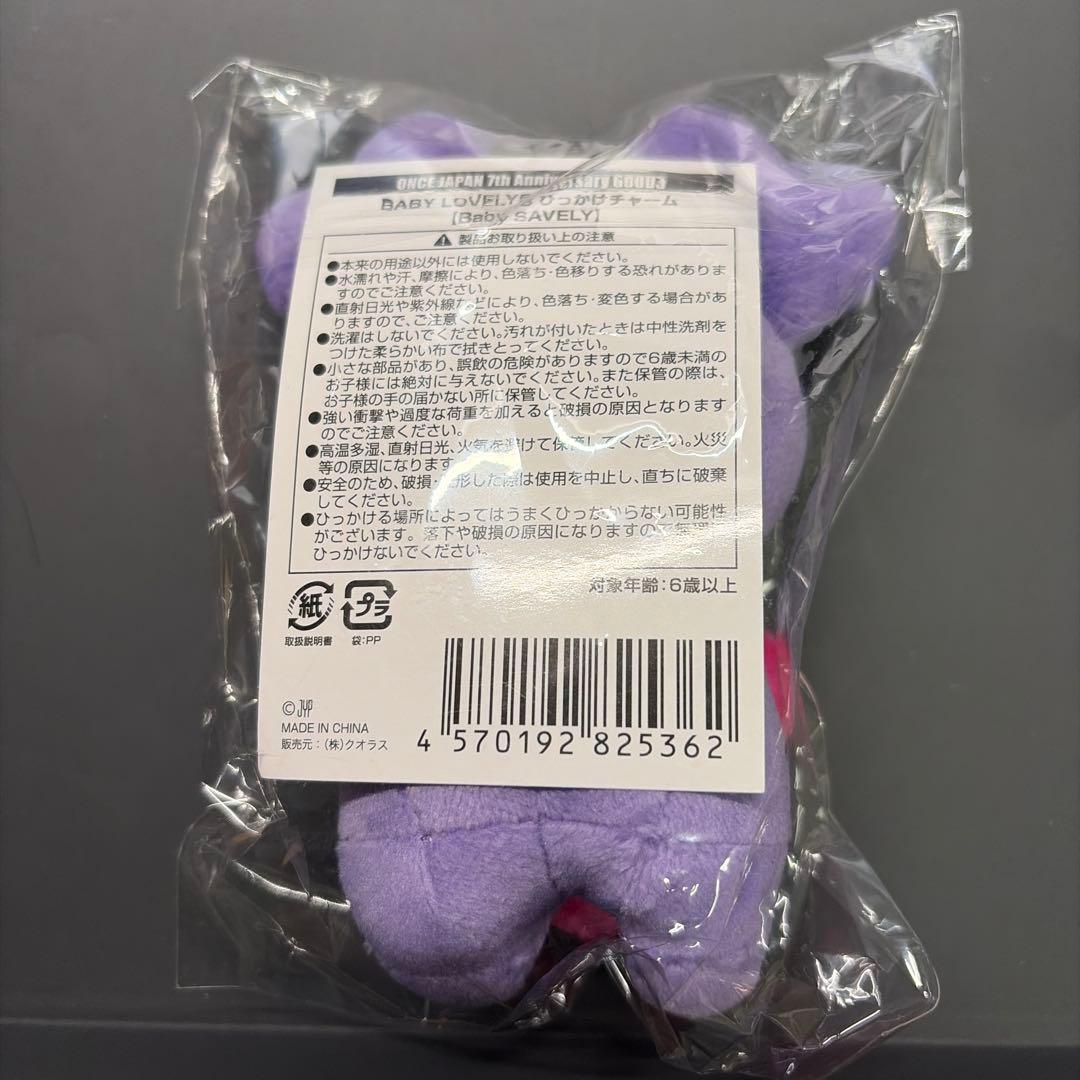 ONCE JAPAN 7th Anniversary GOODS
BABY LOVELYS ひっかけチャーム
【Baby SAVELY】
製品お取り扱い上の注意
●本来の用途以外には使用しないでください。
●水濡れや汗、摩擦により、色落ち・色移りする恐れがありま
すのでご注意ください。
●直射日光や紫外線などにより、色落ち・変色する場合があ
りますので、ご注意ください。
●洗濯はしないでください。汚れが付いたときは中性洗剤を
つけた柔らかい布で拭きとってください。
●小さな部品があり、誤飲の危険がありますので6歳未満の
お子様には絶対に与えないでください。また保管の際は、
お子様の手の届かない所に保管してください。
●強い衝撃や過度な荷重を加えると破損の原因となります
のでご注意ください。
●高温多湿、直射日光、火気を避けて保管してください。火災
等の原因になります。
●安全のため、破損・変形した際は使用を中止し、直ちに破棄
してください。
●ひっかける場所によってはうまくひっかからない可能性
がございます。落下や破損の原因になりますので無理に
ひっかけないでください。
対象年齢：6歳以上
紙
プラ
取扱説明書
袋：PP
© JYP
MADE IN CHINA
販売元：(株)クオラス
4 570192 825362